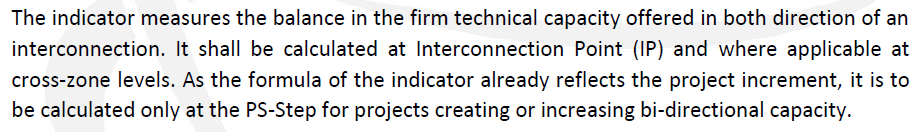 The indicator measures the balance in the firm technical capacity offered in both direction of an
interconnection. It shall be calculated at Interconnection Point (IP) and where applicable at
cross-zone levels. As the formula of the indicator already reflects the project increment, it is to
be calculated only at the PS-Step for projects creating or increasing bi-directional capacity.